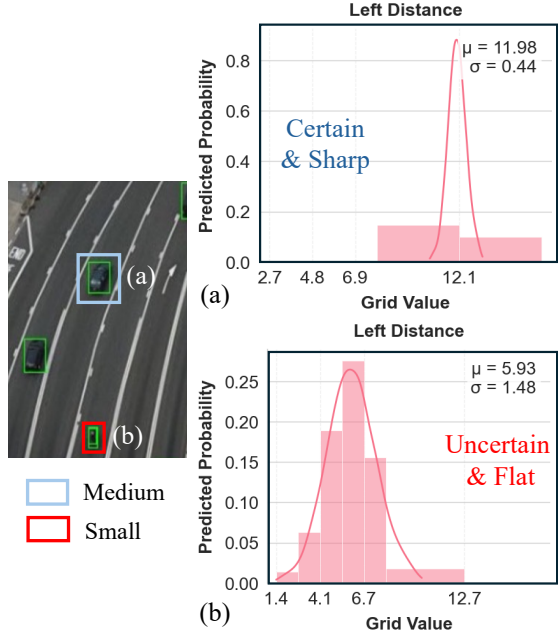 Left Distance
Predicted Probability
0.8
0.6
0.4
0.2
0.0
μ = 11.98
σ = 0.44
Certain
& Sharp
2.7 4.8 6.9 12.1
Grid Value
(a)
(a)
(b)
Medium
Small
Left Distance
Predicted Probability
0.25
0.20
0.15
0.10
0.05
0.00
μ = 5.93
σ = 1.48
Uncertain
& Flat
1.4 4.1 6.7 12.7
Grid Value
(b)